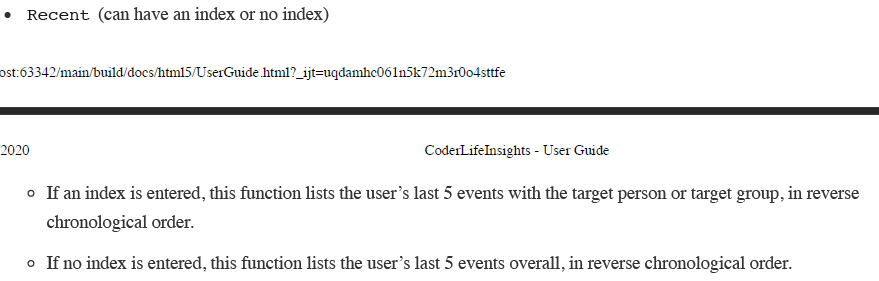 • Recent (can have an index or no index)
ost:63342/main/build/docs/html5/UserGuide.html?_ijt=uqdamhc061n5k72m3r0o4sttfe
2020 CoderLifeInsights - User Guide
◦ If an index is entered, this function lists the user’s last 5 events with the target person or target group, in reverse
chronological order.
◦ If no index is entered, this function lists the user’s last 5 events overall, in reverse chronological order.